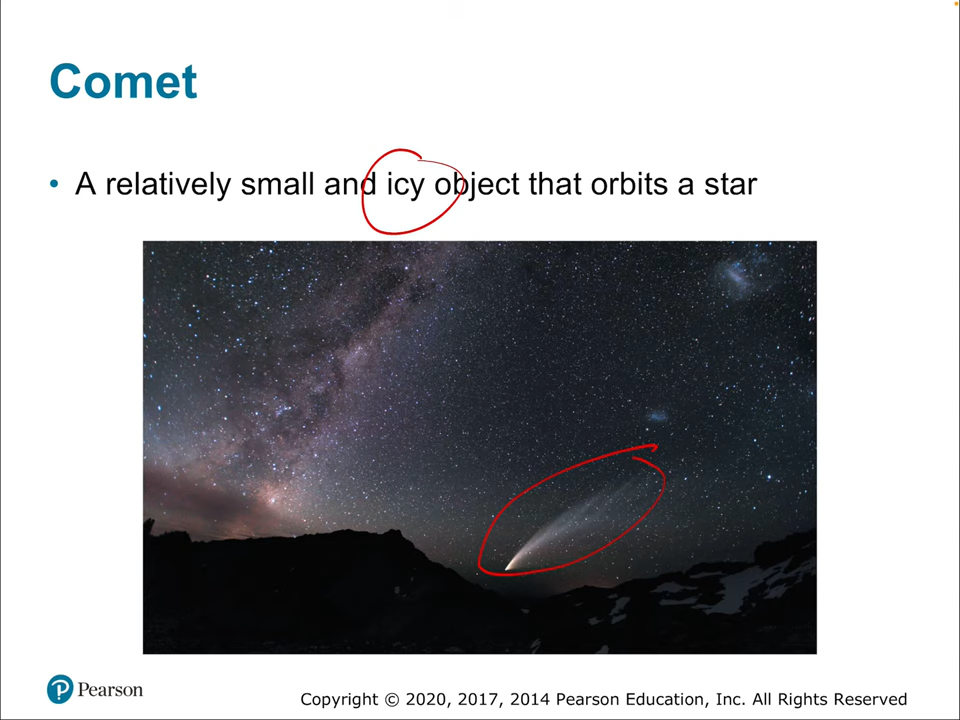 Comet
• A relatively small and icy object that orbits a star
Pearson
Copyright © 2020, 2017, 2014 Pearson Education, Inc. All Rights Reserved